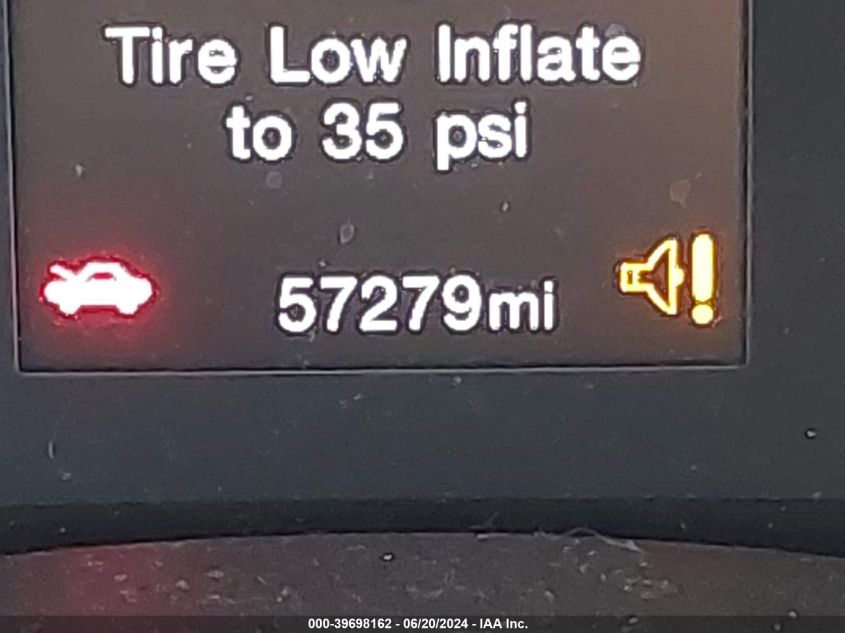 Tire Low Inflate
to 35 psi
57279mi
000-39698162 - 06/20/2024 - IAA Inc.